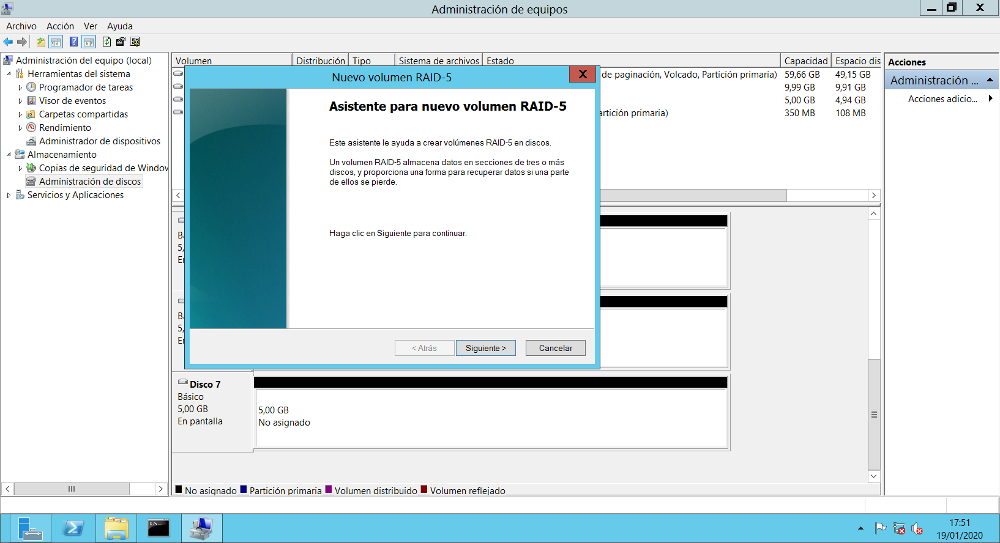 Administración de equipos
Archivo Acción Ver Ayuda
Administración del equipo (local)
Herramientas del sistema
Programador de tareas
Visor de eventos
Carpetas compartidas
Rendimiento
Administrador de dispositivos
Almacenamiento
Copias de seguridad de Window
Administración de discos
Servicios y Aplicaciones
Volumen Distribución Tipo Sistema de archivos Estado Capacidad Espacio dis
de paginación, Volcado, Partición primaria) 59,66 GB 49,15 GB
9,99 GB 9,91 GB
5,00 GB 4,94 GB
artición primaria) 350 MB 108 MB
Acciones
Administración ...
Acciones adicio...
Nuevo volumen RAID-5
Asistente para nuevo volumen RAID-5
Este asistente le ayuda a crear volúmenes RAID-5 en discos.
Un volumen RAID-5 almacena datos en secciones de tres o más
discos, y proporciona una forma para recuperar datos si una parte
de ellos se pierde.
Haga clic en Siguiente para continuar.
< Atrás Siguiente > Cancelar
Disco 7
Básico
5,00 GB
En pantalla
5,00 GB
No asignado
No asignado Partición primaria Volumen distribuido Volumen reflejado
17:51
19/01/2020